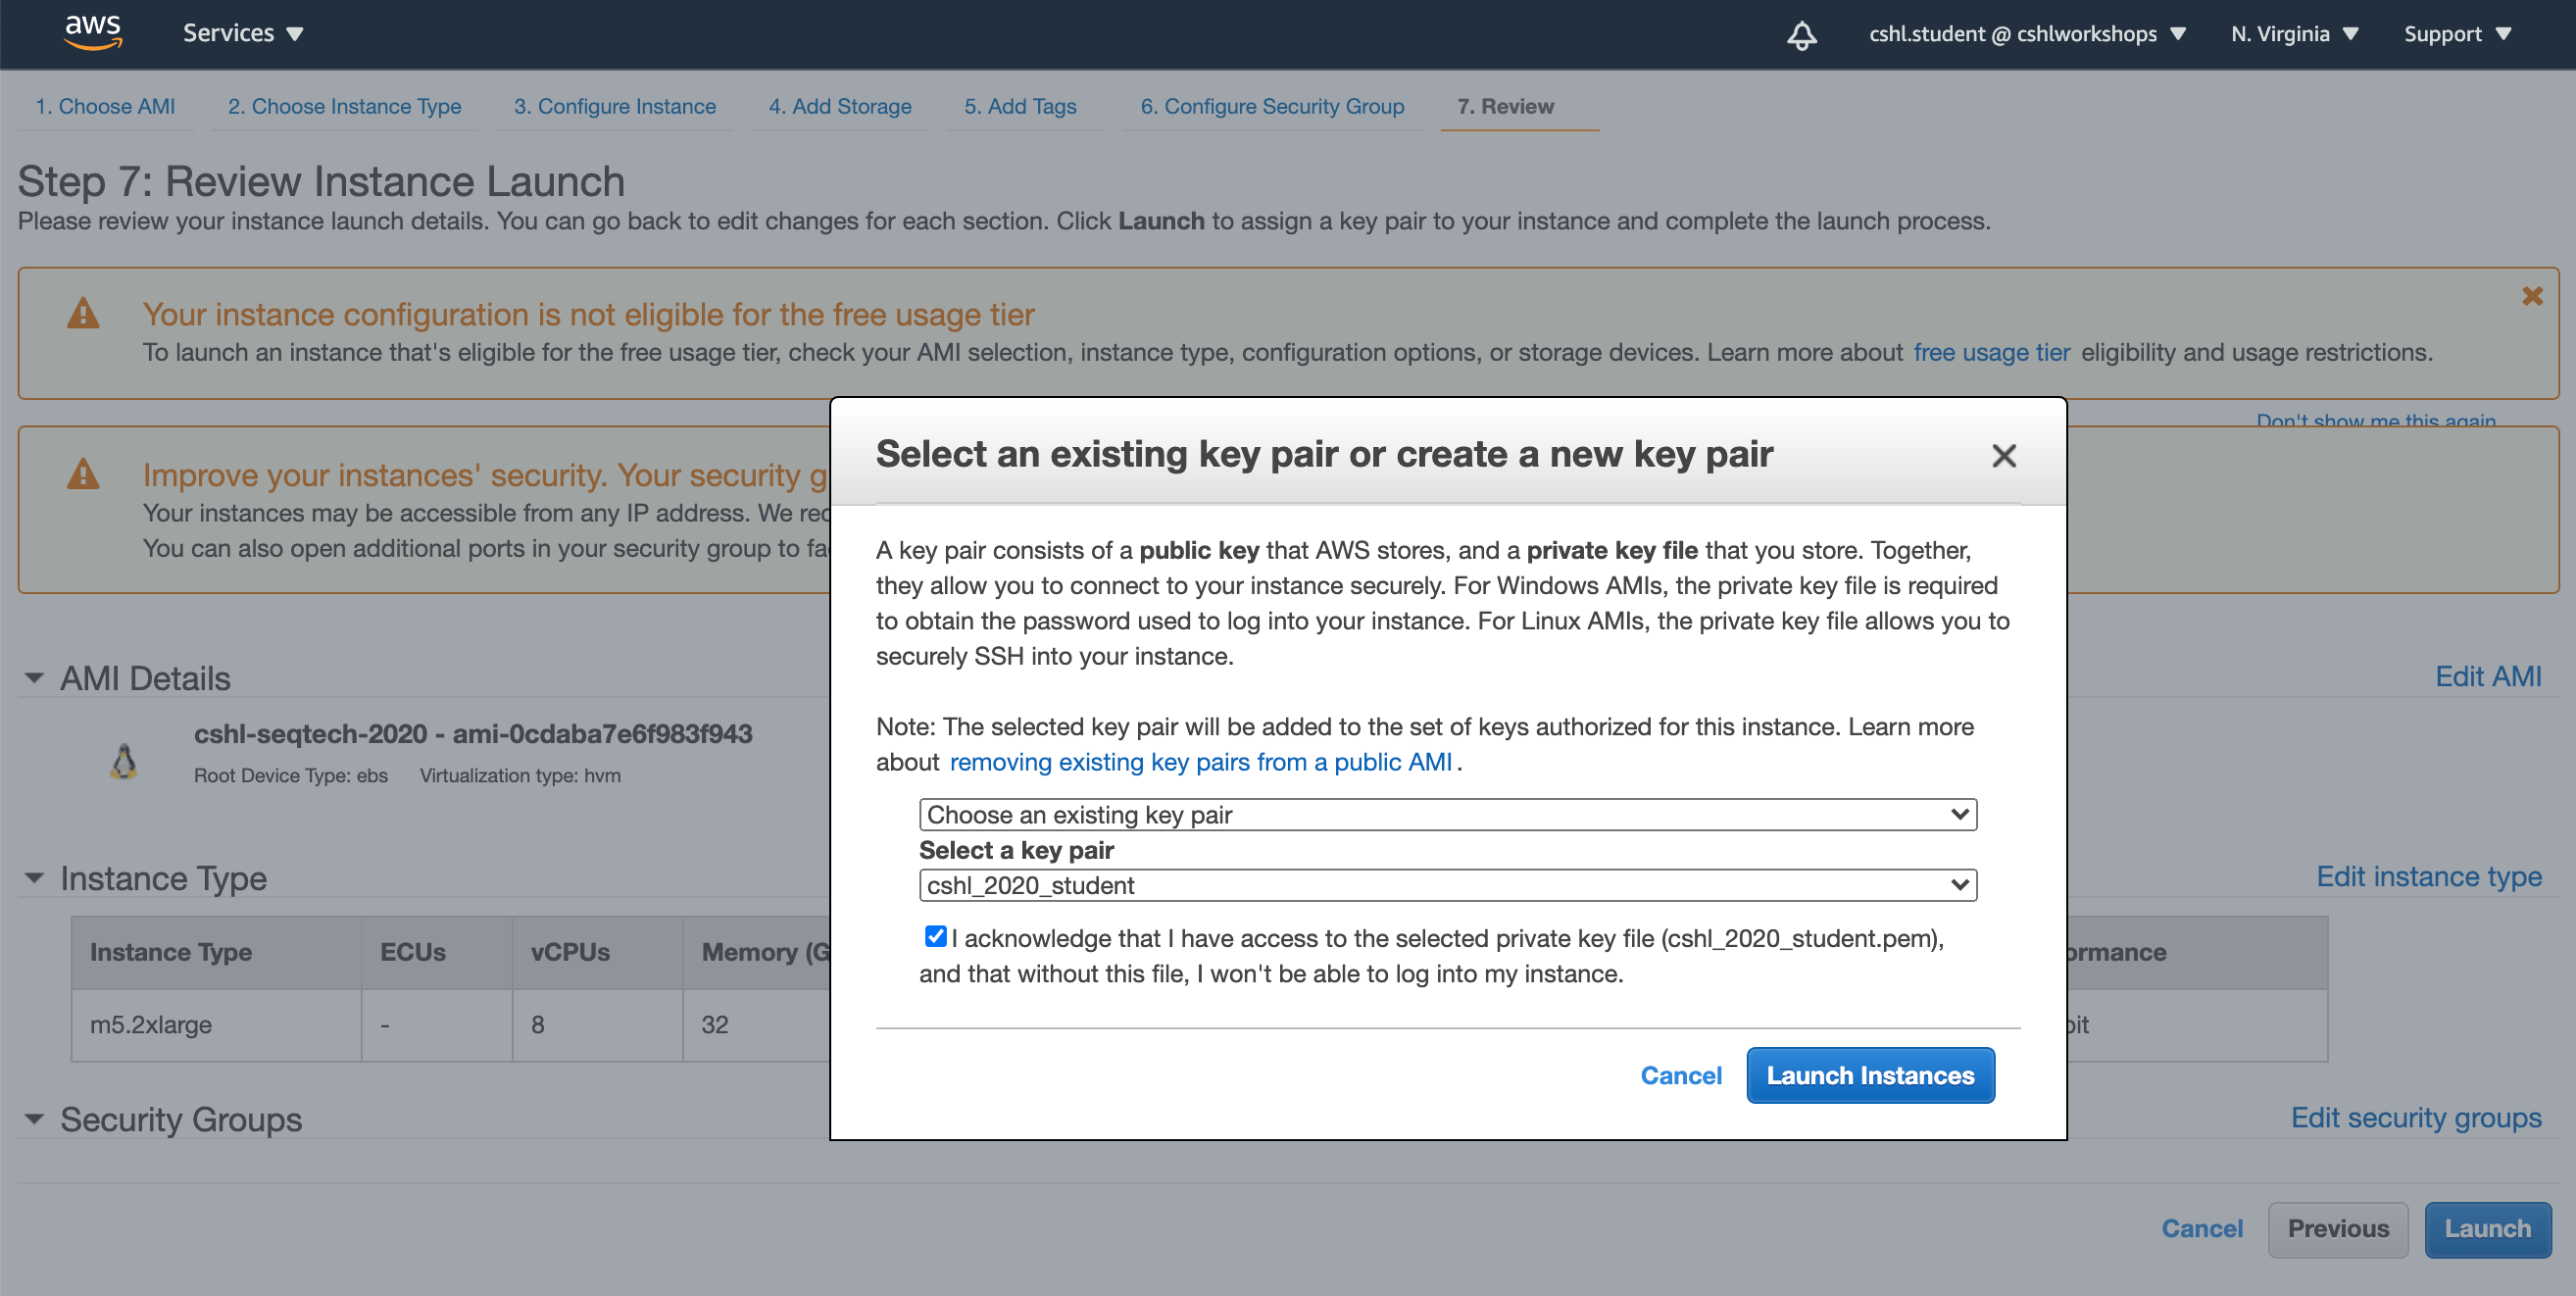 aws Services cshl.student @ cshlworkshops N. Virginia Support
1. Choose AMI 2. Choose Instance Type 3. Configure Instance 4. Add Storage 5. Add Tags 6. Configure Security Group 7. Review
Step 7: Review Instance Launch
Please review your instance launch details. You can go back to edit changes for each section. Click Launch to assign a key pair to your instance and complete the launch process.
Your instance configuration is not eligible for the free usage tier
To launch an instance that's eligible for the free usage tier, check your AMI selection, instance type, configuration options, or storage devices. Learn more about free usage tier eligibility and usage restrictions.
Don't show me this again
Improve your instances' security. Your security g
Your instances may be accessible from any IP address. We rec
You can also open additional ports in your security group to fa
Select an existing key pair or create a new key pair
A key pair consists of a public key that AWS stores, and a private key file that you store. Together,
they allow you to connect to your instance securely. For Windows AMIs, the private key file is required
to obtain the password used to log into your instance. For Linux AMIs, the private key file allows you to
securely SSH into your instance.
Note: The selected key pair will be added to the set of keys authorized for this instance. Learn more
about removing existing key pairs from a public AMI .
Choose an existing key pair
Select a key pair
cshl_2020_student
I acknowledge that I have access to the selected private key file (cshl_2020_student.pem),
and that without this file, I won't be able to log into my instance.
Cancel Launch Instances
AMI Details Edit AMI
cshl-seqtech-2020 - ami-0cdaba7e6f983f943
Root Device Type: ebs Virtualization type: hvm
Instance Type Edit instance type
Instance Type ECUs vCPUs Memory (G ormance
m5.2xlarge - 8 32 bit
Security Groups Edit security groups
Cancel Previous Launch